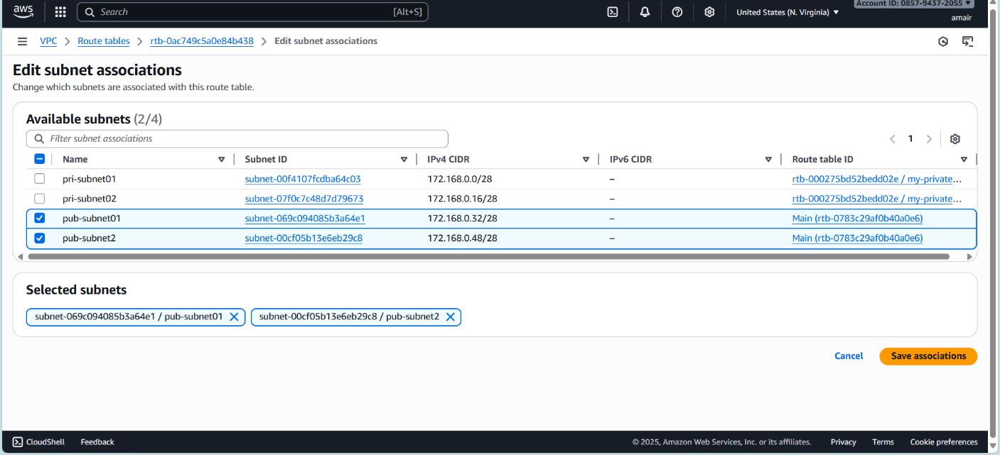 aws
Search [Alt+S]
United States (N. Virginia)
Account ID: 0857-9437-2055
amair
VPC Route tables rtb-0ac749c5a0e84b438 Edit subnet associations
Edit subnet associations
Change which subnets are associated with this route table.
Available subnets (2/4)
Filter subnet associations
1
Name Subnet ID IPv4 CIDR IPv6 CIDR Route table ID
pri-subnet01 subnet-00f4107fcdba64c03 172.168.0.0/28 – rtb-000275bd52bedd02e / my-private…
pri-subnet02 subnet-07f0c7c48d7d79673 172.168.0.16/28 – rtb-000275bd52bedd02e / my-private…
pub-subnet01 subnet-069c094085b3a64e1 172.168.0.32/28 – Main (rtb-0783c29af0b40a0e6)
pub-subnet2 subnet-00cf05b13e6eb29c8 172.168.0.48/28 – Main (rtb-0783c29af0b40a0e6)
Selected subnets
subnet-069c094085b3a64e1 / pub-subnet01 subnet-00cf05b13e6eb29c8 / pub-subnet2
Cancel Save associations
CloudShell Feedback © 2025, Amazon Web Services, Inc. or its affiliates. Privacy Terms Cookie preferences